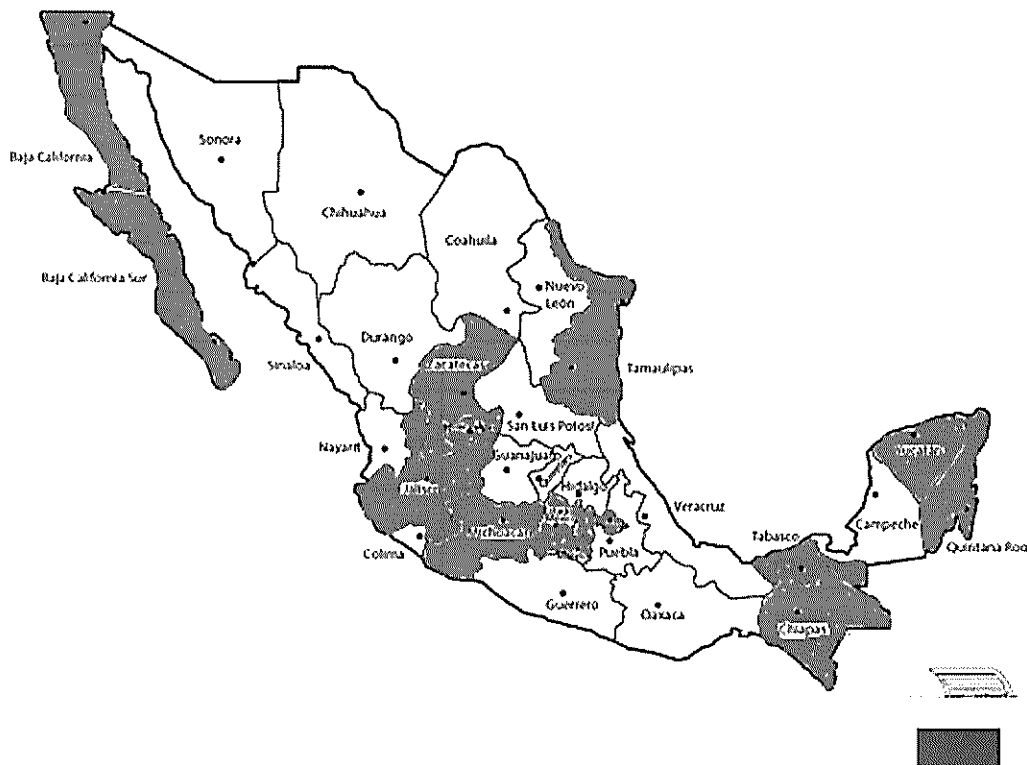 Sonora
Baja California
Chihuahua
Coahuila
Baja California Sur
Nuevo
León
Durango
Sinaloa
Zacatecas
Tamaulipas
San Luis Potosí
Nayarit
Guanajuato
Yucatán
Jalisco
Hidalgo
Veracruz
Campeche
Michoacán
Tabasco
Colima
Puebla
Quintana Roo
Guerrero
Oaxaca
Chiapas